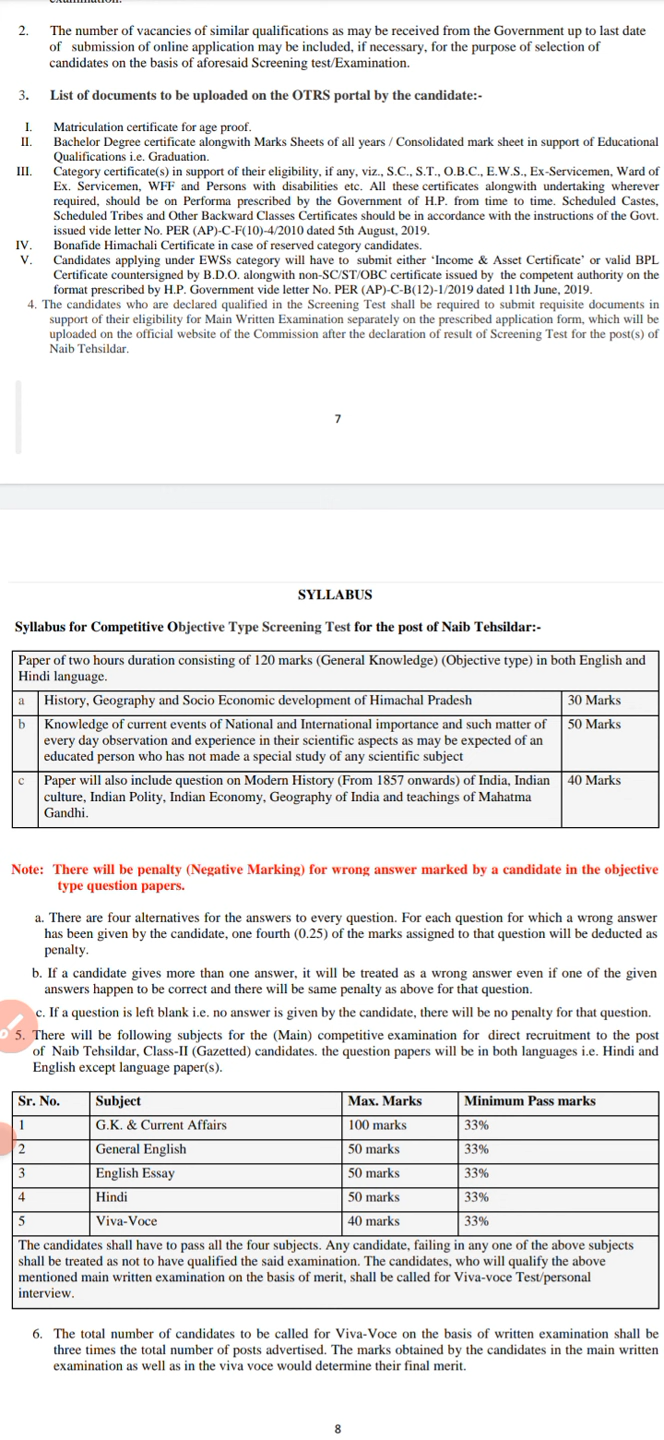 2. The number of vacancies of similar qualifications as may be received from the Government up to last date
of submission of online application may be included, if necessary, for the purpose of selection of
candidates on the basis of aforesaid Screening test/Examination.
3. List of documents to be uploaded on the OTRS portal by the candidate:-
I. Matriculation certificate for age proof.
II. Bachelor Degree certificate alongwith Marks Sheets of all years / Consolidated mark sheet in support of Educational
Qualifications i.e. Graduation.
III. Category certificate(s) in support of their eligibility, if any, viz., S.C., S.T., O.B.C., E.W.S., Ex-Servicemen, Ward of
Ex. Servicemen, WFF and Persons with disabilities etc. All these certificates alongwith undertaking wherever
required, should be on Performa prescribed by the Government of H.P. from time to time. Scheduled Castes,
Scheduled Tribes and Other Backward Classes Certificates should be in accordance with the instructions of the Govt.
issued vide letter No. PER (AP)-C-F(10)-4/2010 dated 5th August, 2019.
IV. Bonafide Himachali Certificate in case of reserved category candidates.
V. Candidates applying under EWSs category will have to submit either ‘Income & Asset Certificate’ or valid BPL
Certificate countersigned by B.D.O. alongwith non-SC/ST/OBC certificate issued by the competent authority on the
format prescribed by H.P. Government vide letter No. PER (AP)-C-B(12)-1/2019 dated 11th June, 2019.
4. The candidates who are declared qualified in the Screening Test shall be required to submit requisite documents in
support of their eligibility for Main Written Examination separately on the prescribed application form, which will be
uploaded on the official website of the Commission after the declaration of result of Screening Test for the post(s) of
Naib Tehsildar.
7
SYLLABUS
Syllabus for Competitive Objective Type Screening Test for the post of Naib Tehsildar:-
Paper of two hours duration consisting of 120 marks (General Knowledge) (Objective type) in both English and
Hindi language.
a History, Geography and Socio Economic development of Himachal Pradesh 30 Marks
b Knowledge of current events of National and International importance and such matter of 50 Marks
every day observation and experience in their scientific aspects as may be expected of an
educated person who has not made a special study of any scientific subject
c Paper will also include question on Modern History (From 1857 onwards) of India, Indian 40 Marks
culture, Indian Polity, Indian Economy, Geography of India and teachings of Mahatma
Gandhi.
Note: There will be penalty (Negative Marking) for wrong answer marked by a candidate in the objective
type question papers.
a. There are four alternatives for the answers to every question. For each question for which a wrong answer
has been given by the candidate, one fourth (0.25) of the marks assigned to that question will be deducted as
penalty.
b. If a candidate gives more than one answer, it will be treated as a wrong answer even if one of the given
answers happen to be correct and there will be same penalty as above for that question.
c. If a question is left blank i.e. no answer is given by the candidate, there will be no penalty for that question.
5. There will be following subjects for the (Main) competitive examination for direct recruitment to the post
of Naib Tehsildar, Class-II (Gazetted) candidates. the question papers will be in both languages i.e. Hindi and
English except language paper(s).
Sr. No. Subject Max. Marks Minimum Pass marks
1 G.K. & Current Affairs 100 marks 33%
2 General English 50 marks 33%
3 English Essay 50 marks 33%
4 Hindi 50 marks 33%
5 Viva-Voce 40 marks 33%
The candidates shall have to pass all the four subjects. Any candidate, failing in any one of the above subjects
shall be treated as not to have qualified the said examination. The candidates, who will qualify the above
mentioned main written examination on the basis of merit, shall be called for Viva-voce Test/personal
interview.
6. The total number of candidates to be called for Viva-Voce on the basis of written examination shall be
three times the total number of posts advertised. The marks obtained by the candidates in the main written
examination as well as in the viva voce would determine their final merit.
8